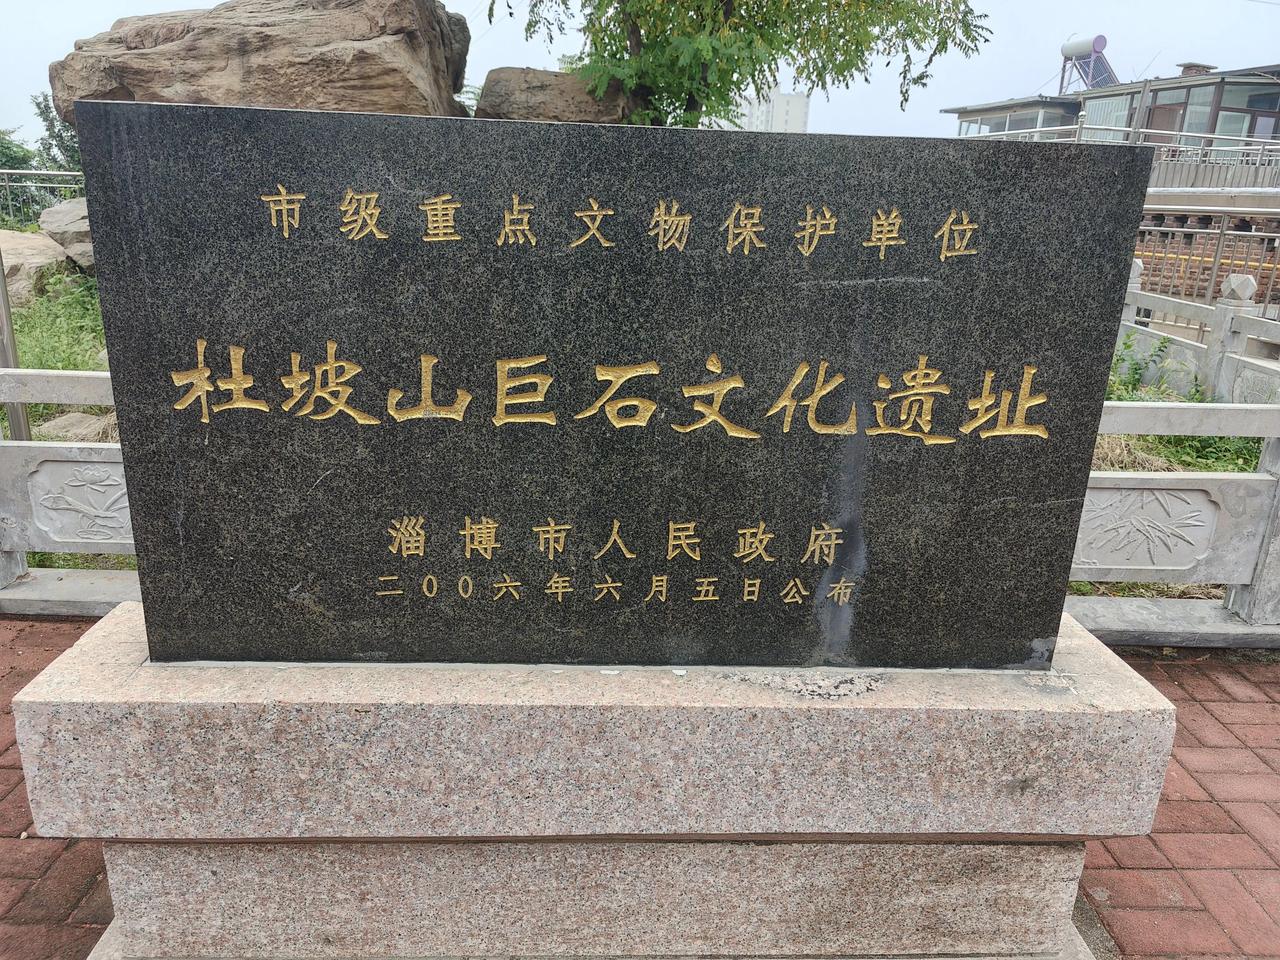 市级重点文物保护单位
杜坡山巨石文化遗址
淄博市人民政府
二00六年六月五日公布